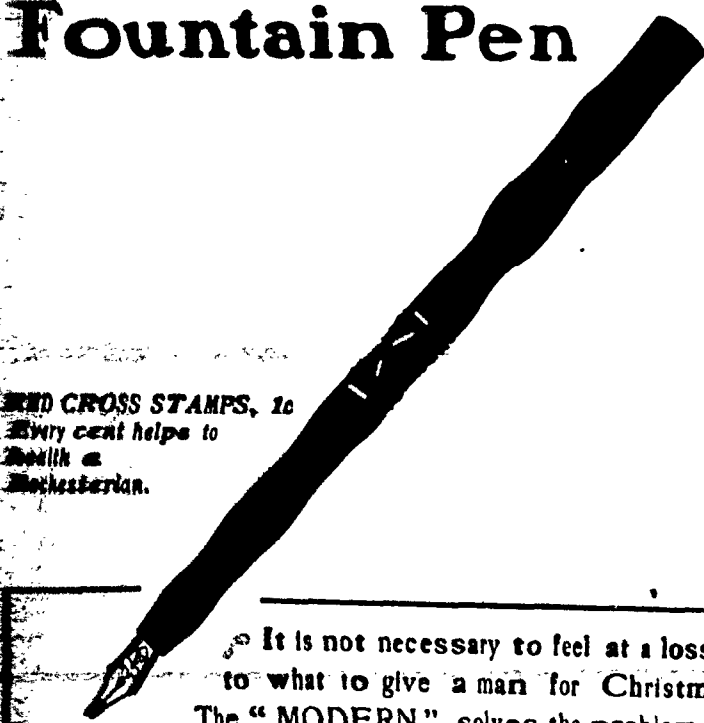 Fountain Pen
RED CROSS STAMPS, 1c
Every cent helps to
health a
Rochesterian.
It is not necessary to feel at a loss
to what to give a man for Christm
The " MODERN " solves the problem